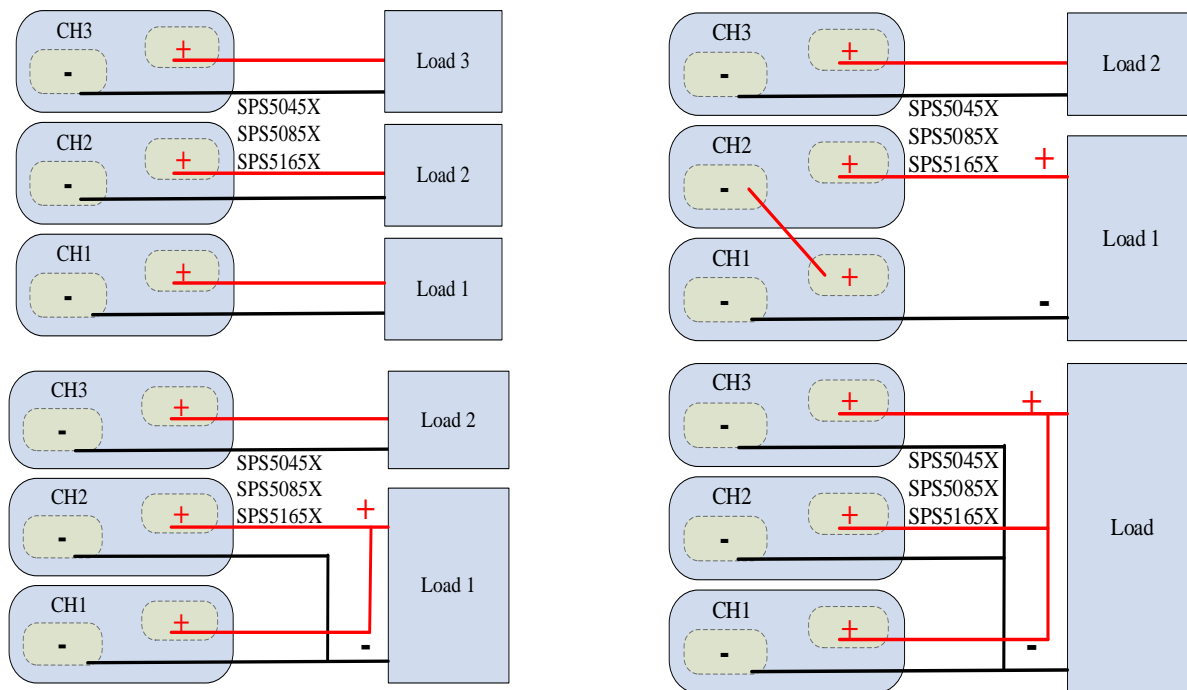 CH3
+
-
Load 3
SPS5045X
SPS5085X
SPS5165X
CH2
+
-
Load 2
CH1
+
-
Load 1
CH3
+
-
Load 2
SPS5045X
SPS5085X
SPS5165X
CH2
+
-
+
Load 1
CH1
+
-
-
CH3
+
-
Load 2
SPS5045X
SPS5085X
SPS5165X
CH2
+
-
+
Load 1
CH1
+
-
-
CH3
+
-
+
SPS5045X
SPS5085X
SPS5165X
CH2
+
-
Load
CH1
+
-
-